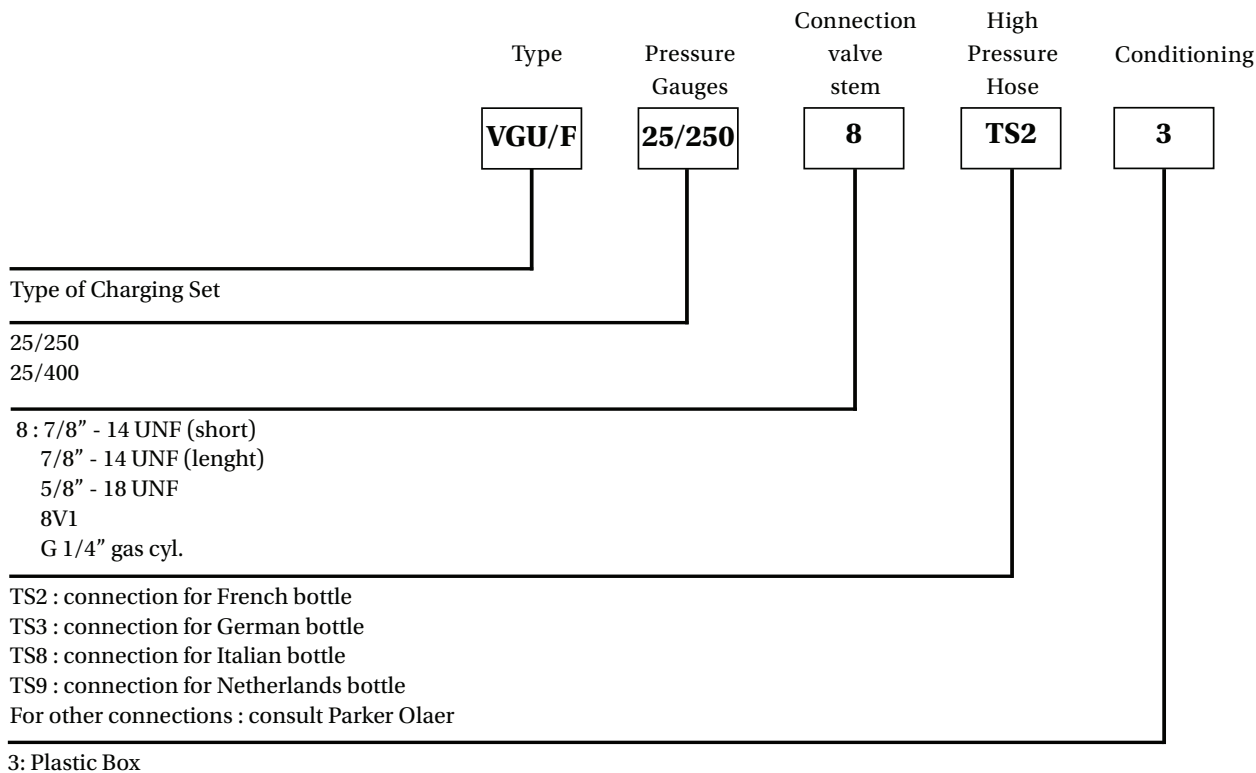 Type
Pressure
Gauges
Connection
valve
stem
High
Pressure
Hose
Conditioning
VGU/F
25/250
8
TS2
3
Type of Charging Set
25/250
25/400
8 : 7/8" - 14 UNF (short)
7/8" - 14 UNF (lenght)
5/8" - 18 UNF
8V1
G 1/4" gas cyl.
TS2 : connection for French bottle
TS3 : connection for German bottle
TS8 : connection for Italian bottle
TS9 : connection for Netherlands bottle
For other connections : consult Parker Olaer
3: Plastic Box